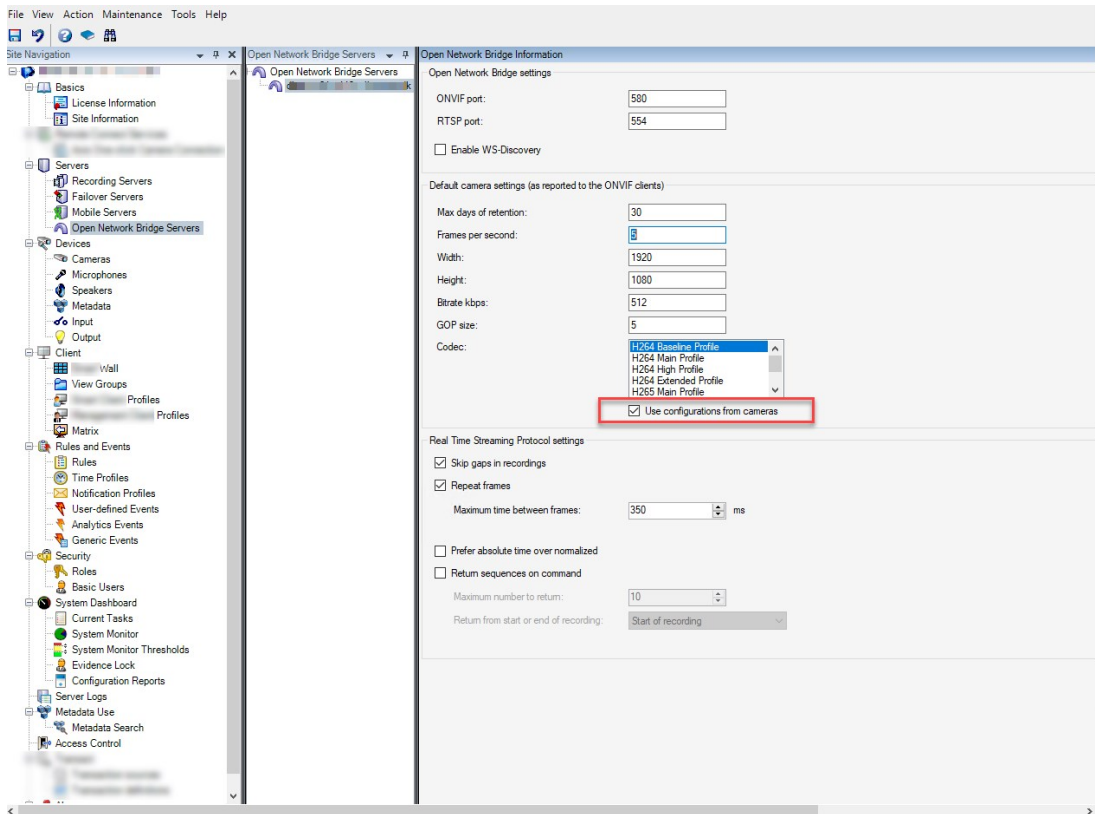 File View Action Maintenance Tools Help
Site Navigation
Basics
License Information
Site Information
Servers
Recording Servers
Failover Servers
Mobile Servers
Open Network Bridge Servers
Devices
Cameras
Microphones
Speakers
Metadata
Input
Output
Client
Wall
View Groups
Profiles
Profiles
Matrix
Rules and Events
Rules
Time Profiles
Notification Profiles
User-defined Events
Analytics Events
Generic Events
Security
Roles
Basic Users
System Dashboard
Current Tasks
System Monitor
System Monitor Thresholds
Evidence Lock
Configuration Reports
Server Logs
Metadata Use
Metadata Search
Access Control
Open Network Bridge Servers
Open Network Bridge Servers
Open Network Bridge Information
Open Network Bridge settings
ONVIF port: 580
RTSP port: 554
Enable WS-Discovery
Default camera settings (as reported to the ONVIF clients)
Max days of retention: 30
Frames per second: 5
Width: 1920
Height: 1080
Bitrate kbps: 512
GOP size: 5
Codec: H264 Baseline Profile
H264 Main Profile
H264 High Profile
H264 Extended Profile
H265 Main Profile
Use configurations from cameras
Real Time Streaming Protocol settings
Skip gaps in recordings
Repeat frames
Maximum time between frames: 350 ms
Prefer absolute time over normalized
Return sequences on command
Maximum number to return: 10
Return from start or end of recording: Start of recording